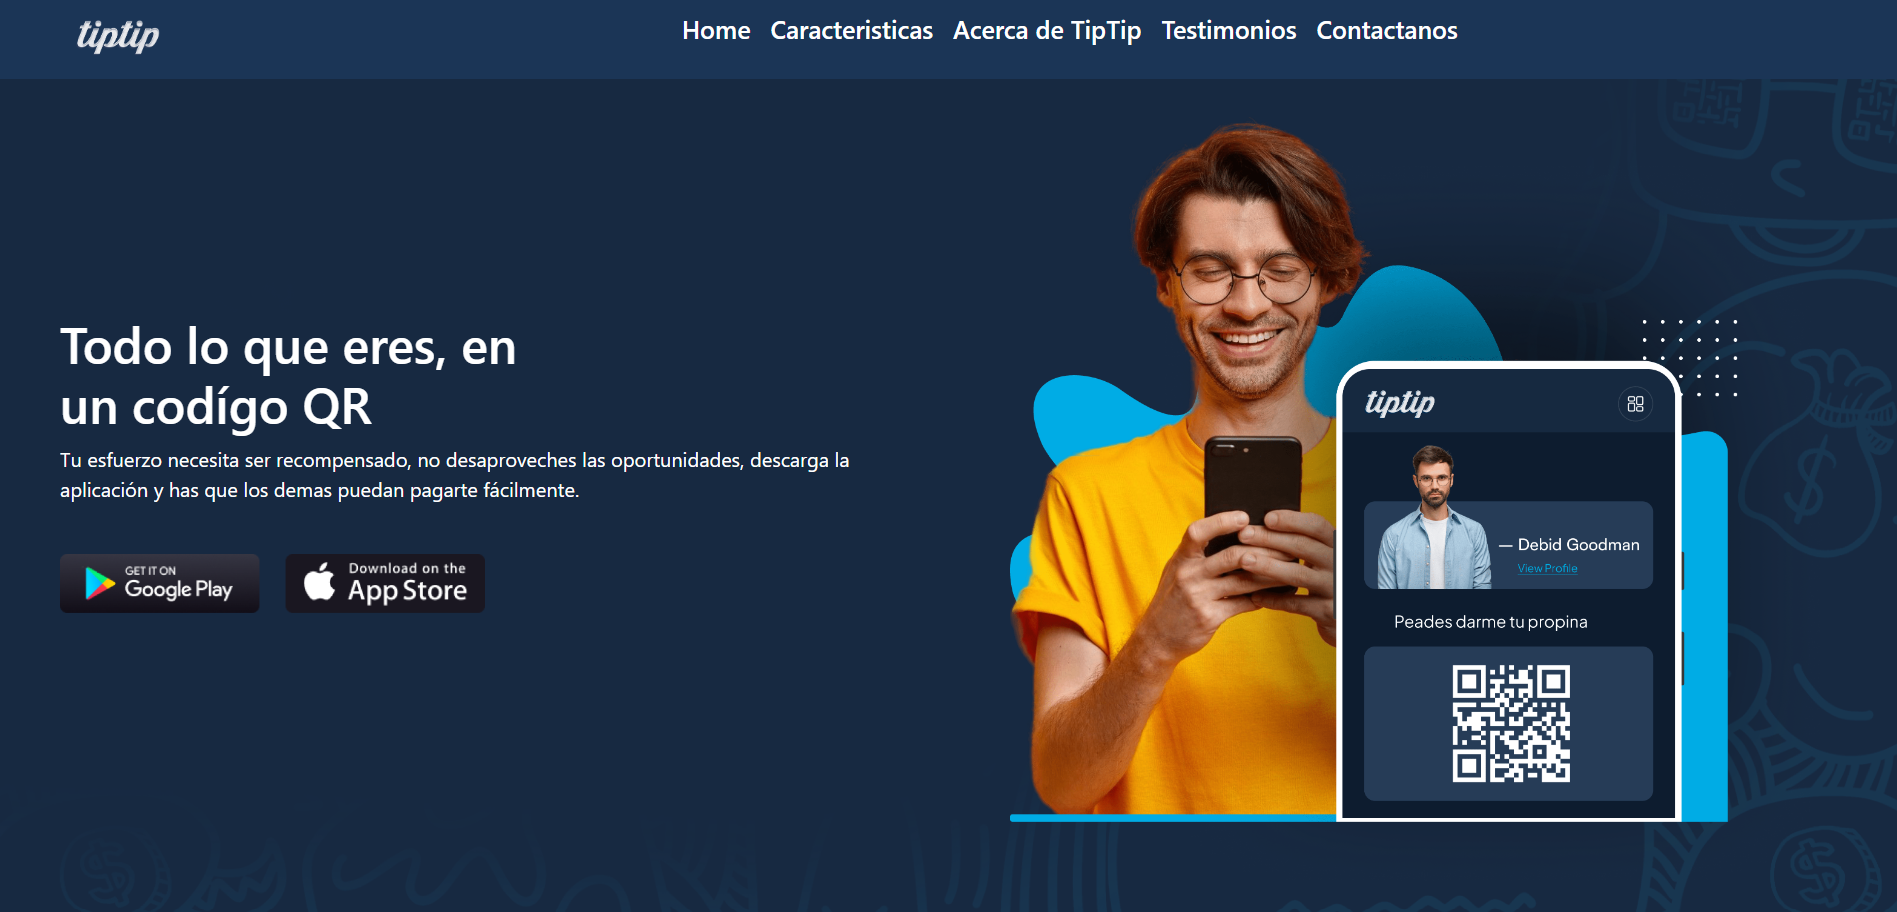 tiptip
Home Caracteristicas Acerca de TipTip Testimonios Contactanos
Todo lo que eres, en
un codígo QR
Tu esfuerzo necesita ser recompensado, no desaproveches las oportunidades, descarga la
aplicación y has que los demas puedan pagarte fácilmente.
GET IT ON
Google Play
Download on the
App Store
tiptip
— Debid Goodman
View Profile
Peades darme tu propina